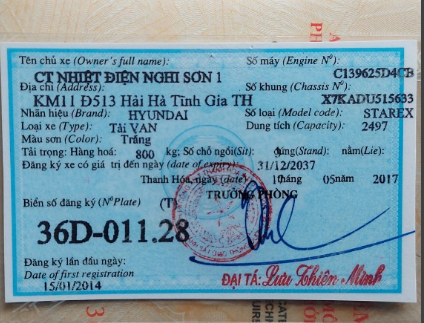 Tên chủ xe (Owner's full name): Số máy (Engine Nº):
CT NHIỆT ĐIỆN NGHI SƠN 1 C139625D4CB
Địa chỉ (Address): Số khung (Chassis Nº):
KM11 Đ513 Hải Hà Tĩnh Gia TH X7KADU515633
Nhãn hiệu (Brand): HYUNDAI Số loại (Model code): STAREX
Loại xe (Type): Tải VAN Dung tích (Capacity): 2497
Màu sơn (Color): Trắng
Tải trọng: Hàng hoá: 800 kg; Số chỗ ngồi(Sit): đứng(Stand): nằm(Lie):
Đăng ký xe có giá trị đến ngày (date of expiry): 31/12/2037
Thanh Hóa, ngày (date) tháng 05 năm 2017
TRƯỞNG PHÒNG
Biển số đăng ký (Nº Plate) (T)
36D-011.28
Đăng ký lần đầu ngày:
Date of first registration
15/01/2014
ĐẠI TÁ: Lưu Thiên Minh